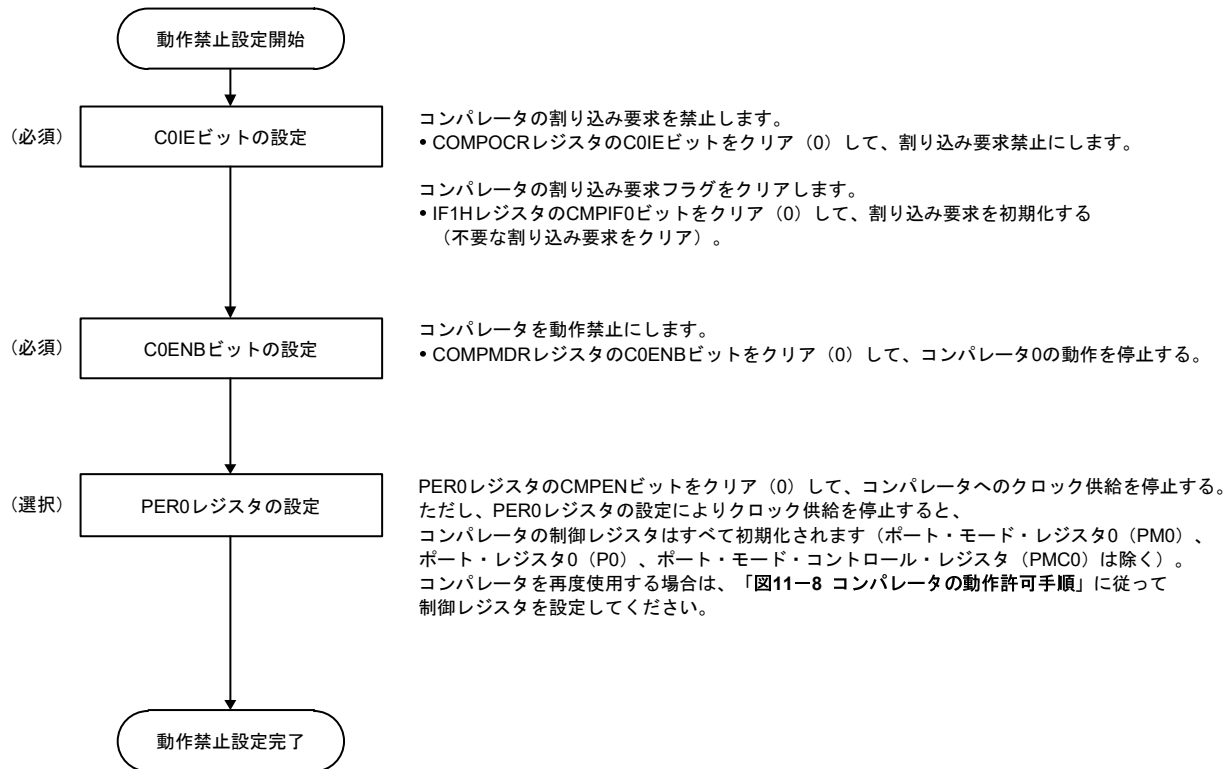 動作禁止設定開始
（必須）
C0IEビットの設定
コンパレータの割り込み要求を禁止します。
• COMPOCRレジスタのC0IEビットをクリア（0）して、割り込み要求禁止にします。
コンパレータの割り込み要求フラグをクリアします。
• IF1HレジスタのCMPIF0ビットをクリア（0）して、割り込み要求を初期化する
（不要な割り込み要求をクリア）。
（必須）
C0ENBビットの設定
コンパレータを動作禁止にします。
• COMPMDRレジスタのC0ENBビットをクリア（0）して、コンパレータ0の動作を停止する。
（選択）
PER0レジスタの設定
PER0レジスタのCMPENビットをクリア（0）して、コンパレータへのクロック供給を停止する。
ただし、PER0レジスタの設定によりクロック供給を停止すると、
コンパレータの制御レジスタはすべて初期化されます（ポート・モード・レジスタ0（PM0）、
ポート・レジスタ0（P0）、ポート・モード・コントロール・レジスタ（PMC0）は除く）。
コンパレータを再度使用する場合は、「図11－8 コンパレータの動作許可手順」に従って
制御レジスタを設定してください。
動作禁止設定完了